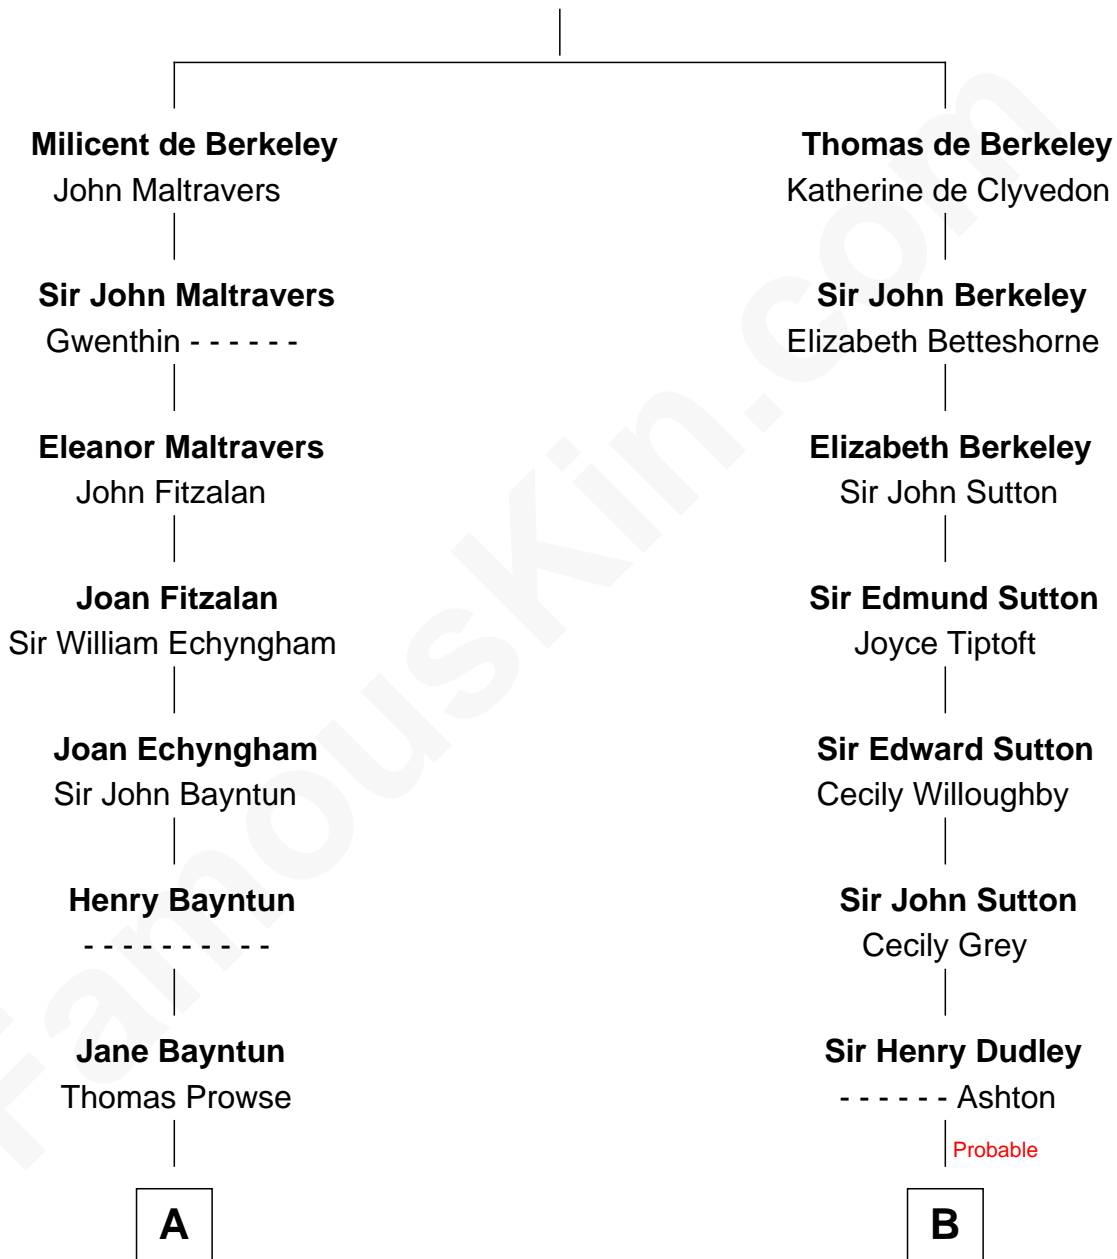 Milicent de Berkeley
John Maltravers
Sir John Maltravers
Gwenthin - - - - - -
Eleanor Maltravers
John Fitzalan
Joan Fitzalan
Sir William Echyngham
Joan Echyngham
Sir John Bayntun
Henry Bayntun
- - - - - - - - - -
Jane Bayntun
Thomas Prowse
A
Thomas de Berkeley
Katherine de Clyvedon
Sir John Berkeley
Elizabeth Betteshorne
Elizabeth Berkeley
Sir John Sutton
Sir Edmund Sutton
Joyce Tiptoft
Sir Edward Sutton
Cecily Willoughby
Sir John Sutton
Cecily Grey
Sir Henry Dudley
- - - - - - Ashton
Probable
B
FamousKin.com